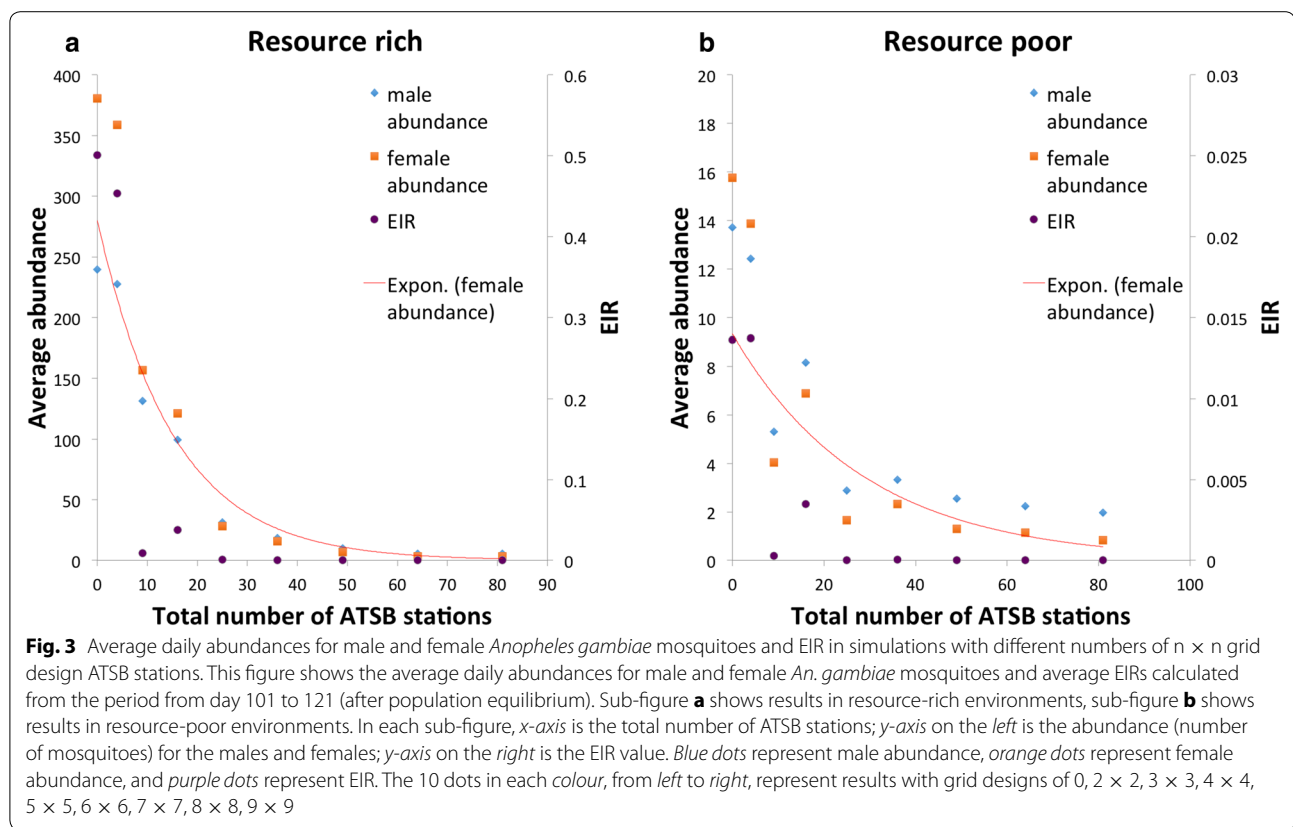 a Resource rich
400
350
300
250
200
150
100
50
0
Average abundance
0.6
0.5
0.4
0.3
0.2
0.1
0
EIR
male
abundance
female
abundance
EIR
Expon. (female
abundance)
0 10 20 30 40 50 60 70 80 90
Total number of ATSB stations
b Resource poor
20
18
16
14
12
10
8
6
4
2
0
Average abundance
0.03
0.025
0.02
0.015
0.01
0.005
0
EIR
male
abundance
female
abundance
EIR
Expon. (female
abundance)
0 20 40 60 80 100
Total number of ATSB stations
Fig. 3 Average daily abundances for male and female Anopheles gambiae mosquitoes and EIR in simulations with different numbers of n × n grid
design ATSB stations. This figure shows the average daily abundances for male and female An. gambiae mosquitoes and average EIRs calculated
from the period from day 101 to 121 (after population equilibrium). Sub-figure a shows results in resource-rich environments, sub-figure b shows
results in resource-poor environments. In each sub-figure, x-axis is the total number of ATSB stations; y-axis on the left is the abundance (number
of mosquitoes) for the males and females; y-axis on the right is the EIR value. Blue dots represent male abundance, orange dots represent female
abundance, and purple dots represent EIR. The 10 dots in each colour, from left to right, represent results with grid designs of 0, 2 × 2, 3 × 3, 4 × 4,
5 × 5, 6 × 6, 7 × 7, 8 × 8, 9 × 9